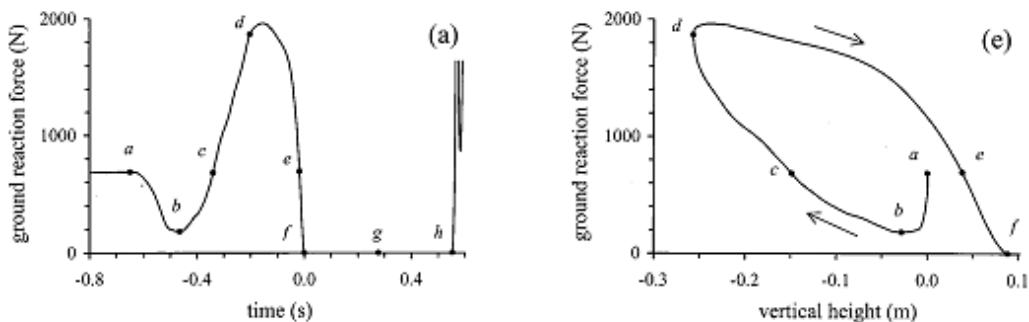 (a)
ground reaction force (N)
2000
1000
0
a
b
c
d
e
f
g
h
-0.8
-0.4
0.0
0.4
time (s)
(e)
ground reaction force (N)
2000
1000
0
d
c
b
a
e
f
-0.3
-0.2
-0.1
0.0
0.1
vertical height (m)